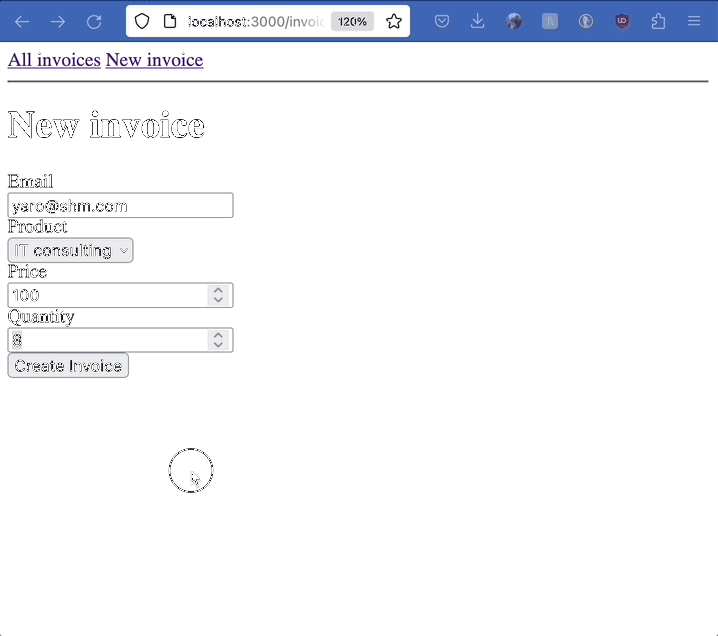 localhost:3000/invoic 120%
All invoices New invoice
New invoice
Email
yaro@shm.com
Product
IT consulting
Price
100
Quantity
8
Create Invoice